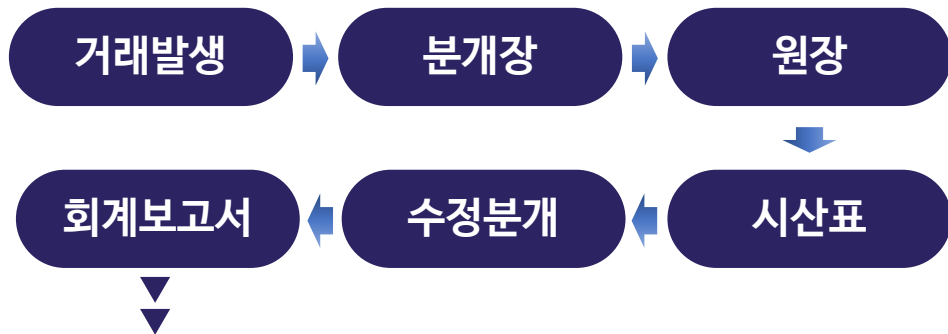 거래발생
분개장
원장
시산표
수정분개
회계보고서